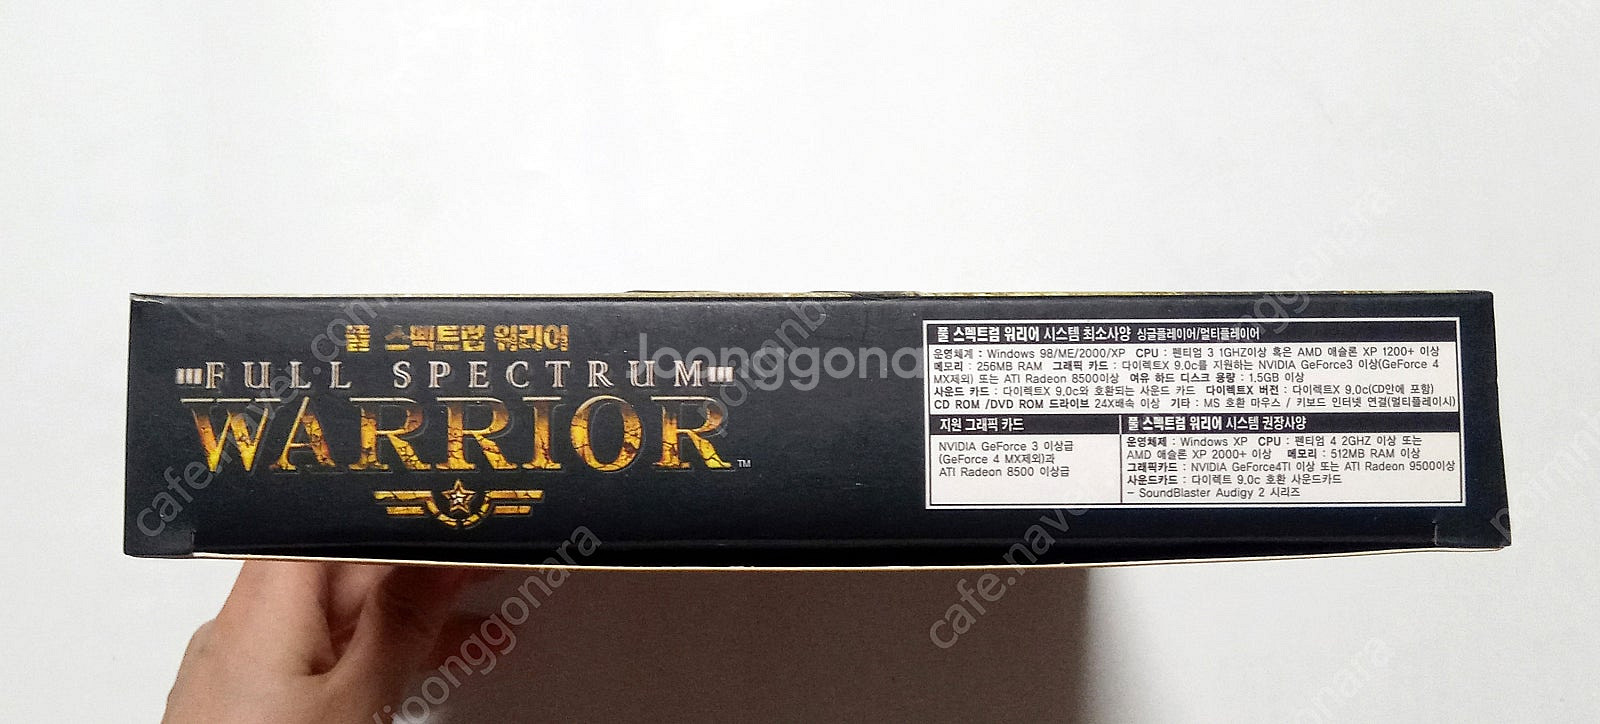 풀 스펙트럼 워리어
FULL SPECTRUM
WARRIOR™
풀 스펙트럼 워리어 시스템 최소사양 싱글플레이어/멀티플레이어
운영체계 : Windows 98/ME/2000/XP CPU : 펜티엄 3 1GHZ이상 혹은 AMD 애슬론 XP 1200+ 이상
메모리 : 256MB RAM 그래픽 카드 : 다이렉트X 9.0c를 지원하는 NVIDIA GeForce3 이상(GeForce 4
MX제외) 또는 ATI Radeon 8500이상 여유 하드 디스크 용량 : 1.5GB 이상
사운드 카드 : 다이렉트X 9.0c와 호환되는 사운드 카드 다이렉트X 버전 : 다이렉트X 9.0c(CD안에 포함)
CD ROM /DVD ROM 드라이브 24X배속 이상 기타 : MS 호환 마우스 / 키보드 인터넷 연결(멀티플레이시)
지원 그래픽 카드
NVIDIA GeForce 3 이상급
(GeForce 4 MX제외)과
ATI Radeon 8500 이상급
풀 스펙트럼 워리어 시스템 권장사양
운영체제 : Windows XP CPU : 펜티엄 4 2GHZ 이상 또는
AMD 애슬론 XP 2000+ 이상 메모리 : 512MB RAM 이상
그래픽카드 : NVIDIA GeForce4TI 이상 또는 ATI Radeon 9500이상
사운드카드 : 다이렉트 9.0c 호환 사운드카드
- SoundBlaster Audigy 2 시리즈
joonggonara
cafe.naver.com
cafe.naver
joonggonara